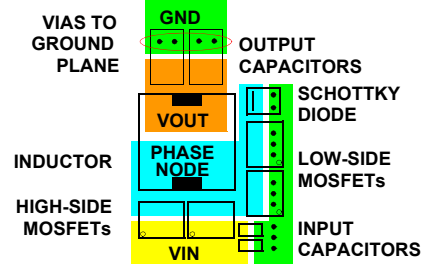 GND
VIAS TO
GROUND
PLANE
OUTPUT
CAPACITORS
SCHOTTKY
DIODE
VOUT
INDUCTOR
PHASE
NODE
LOW-SIDE
MOSFETs
HIGH-SIDE
MOSFETs
VIN
INPUT
CAPACITORS